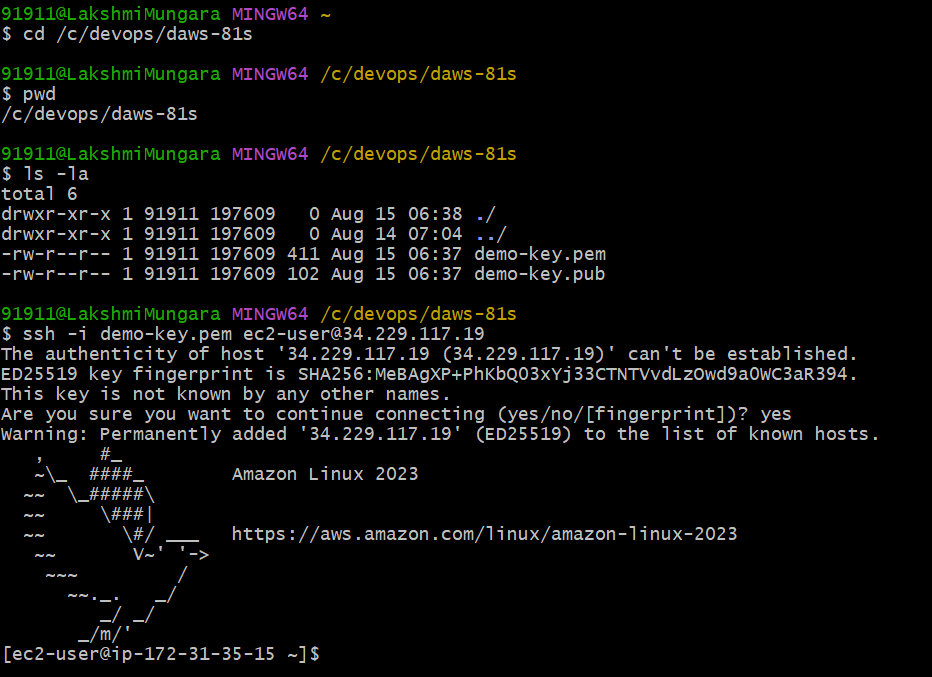 91911@LakshmiMungara MINGW64 ~
$ cd /c/devops/daws-81s

91911@LakshmiMungara MINGW64 /c/devops/daws-81s
$ pwd
/c/devops/daws-81s

91911@LakshmiMungara MINGW64 /c/devops/daws-81s
$ ls -la
total 6
drwxr-xr-x 1 91911 197609   0 Aug 15 06:38 ./
drwxr-xr-x 1 91911 197609   0 Aug 14 07:04 ../
-rw-r--r-- 1 91911 197609 411 Aug 15 06:37 demo-key.pem
-rw-r--r-- 1 91911 197609 102 Aug 15 06:37 demo-key.pub

91911@LakshmiMungara MINGW64 /c/devops/daws-81s
$ ssh -i demo-key.pem ec2-user@34.229.117.19
The authenticity of host '34.229.117.19 (34.229.117.19)' can't be established.
ED25519 key fingerprint is SHA256:MeBAgXP+PhKbQO3xYj33CTNTVvdLzOwd9a0WC3aR394.
This key is not known by any other names.
Are you sure you want to continue connecting (yes/no/[fingerprint])? yes
Warning: Permanently added '34.229.117.19' (ED25519) to the list of known hosts.
   ,     #_
   ~\_  ####_        Amazon Linux 2023
  ~~  \_#####\
  ~~     \###|
  ~~       \#/ ___   https://aws.amazon.com/linux/amazon-linux-2023
   ~~       V~' '->
    ~~~         /
      ~~._.   _/
         _/ _/
       _/m/'
[ec2-user@ip-172-31-35-15 ~]$